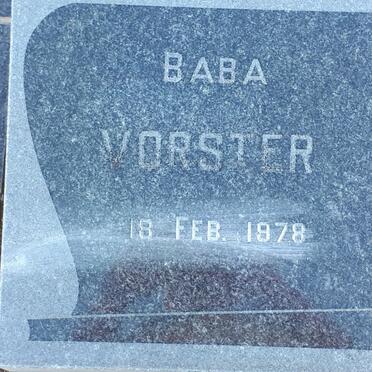 BABA
VORSTER
18 FEB. 1978